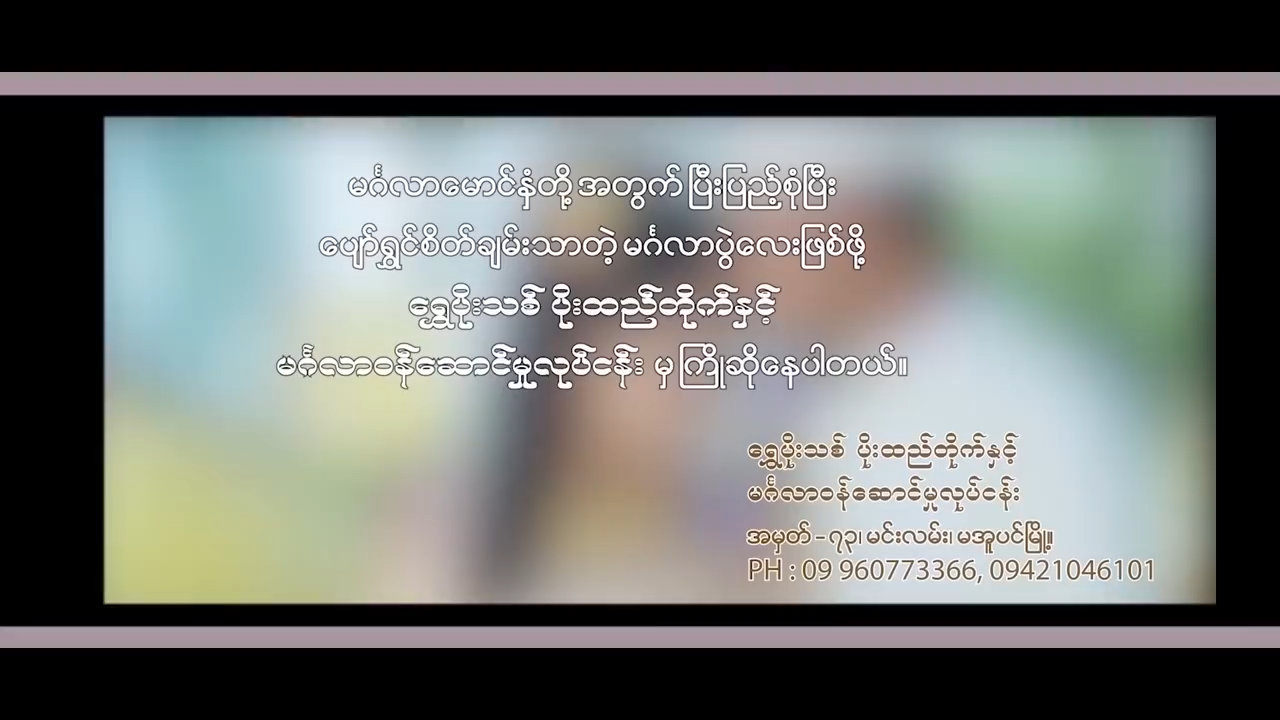 မင်္ဂလာမောင်နှံတို့ အတွက် ပြီးပြည့်စုံပြီး
ပျော်ရွှင်စိတ်ချမ်းသာတဲ့ မင်္ဂလာပွဲလေးဖြစ်ဖို့
ရွှေပိုးသစ် ပိုးထည်တိုက်နှင့်
မင်္ဂလာဝန်ဆောင်မှုလုပ်ငန်း မှ ကြိုဆိုနေပါတယ်။
ရွှေပိုးသစ် ပိုးထည်တိုက်နှင့်
မင်္ဂလာဝန်ဆောင်မှုလုပ်ငန်း
အမှတ် – ၇၃၊ မင်းလမ်း၊ မအူပင်မြို့။
PH : 09 960773366, 09421046101